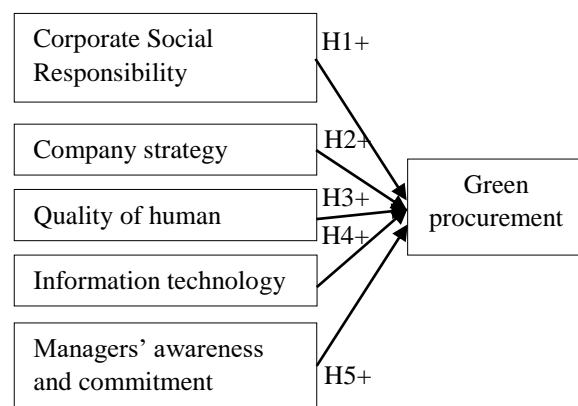 Corporate Social
Responsibility
H1+
Company strategy
H2+
Quality of human
H3+
H4+
Information technology
Managers’ awareness
and commitment
H5+
Green
procurement